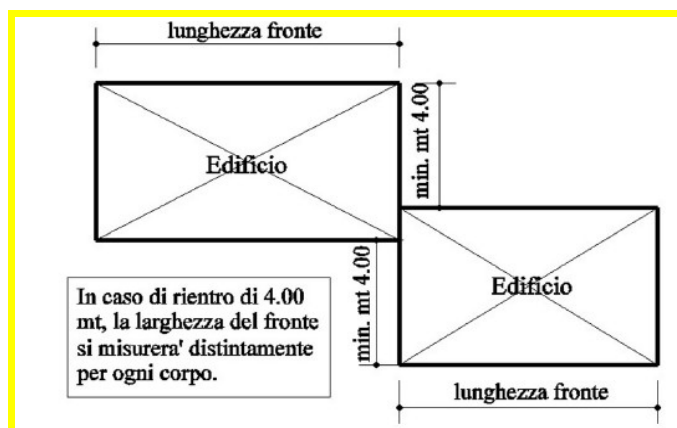 lunghezza fronte
min. mt 4.00
Edificio
min. mt 4.00
Edificio
In caso di rientro di 4.00
mt, la larghezza del fronte
si misurera' distintamente
per ogni corpo.
lunghezza fronte